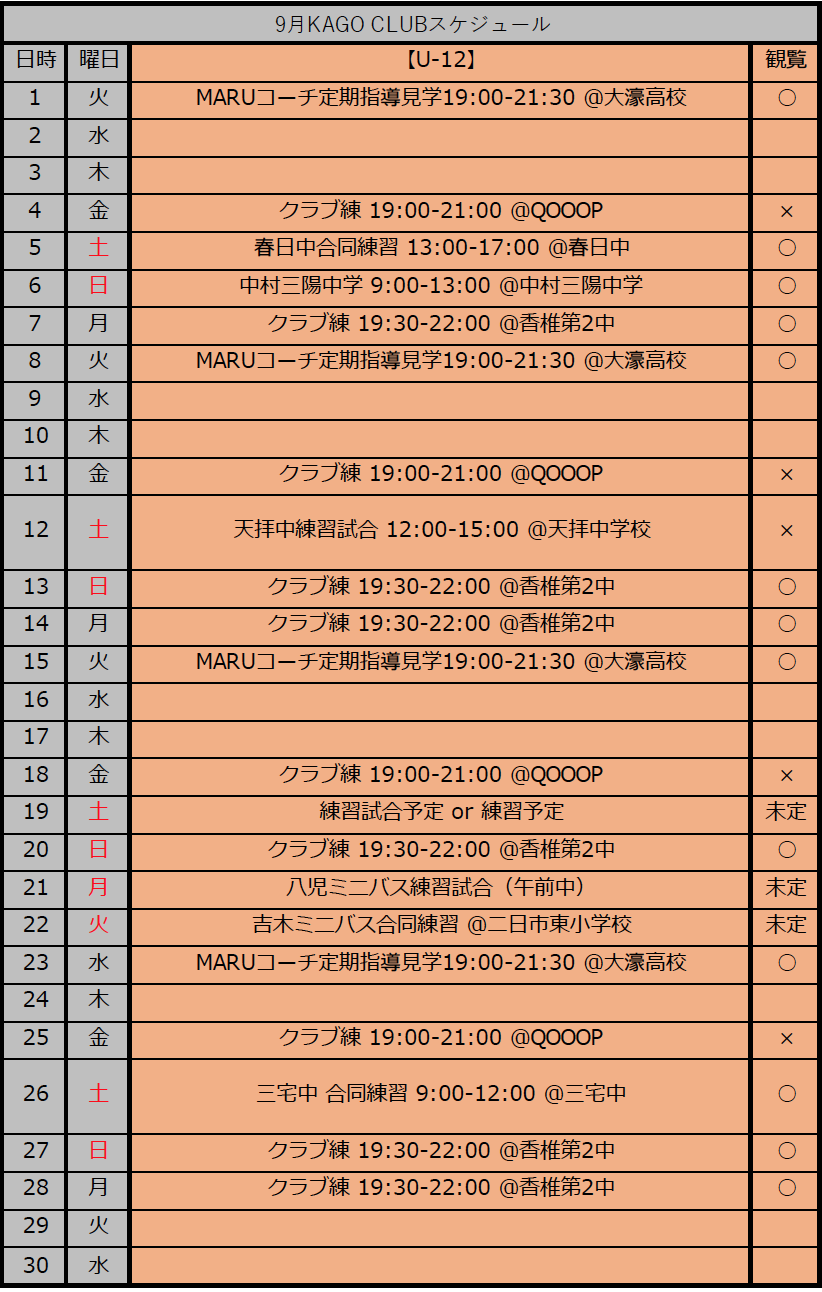 9月KAGO CLUBスケジュール
日時 曜日 【U-12】 観覧
1 火 MARUコーチ定期指導見学19:00-21:30 @大濠高校 〇
2 水
3 木
4 金 クラブ練 19:00-21:00 @QOOOP ×
5 土 春日中合同練習 13:00-17:00 @春日中 〇
6 日 中村三陽中学 9:00-13:00 @中村三陽中学 〇
7 月 クラブ練 19:30-22:00 @香椎第2中 〇
8 火 MARUコーチ定期指導見学19:00-21:30 @大濠高校 〇
9 水
10 木
11 金 クラブ練 19:00-21:00 @QOOOP ×
12 土 天拝中練習試合 12:00-15:00 @天拝中学校 ×
13 日 クラブ練 19:30-22:00 @香椎第2中 〇
14 月 クラブ練 19:30-22:00 @香椎第2中 〇
15 火 MARUコーチ定期指導見学19:00-21:30 @大濠高校 〇
16 水
17 木
18 金 クラブ練 19:00-21:00 @QOOOP ×
19 土 練習試合予定 or 練習予定 未定
20 日 クラブ練 19:30-22:00 @香椎第2中 〇
21 月 八児ミニバス練習試合（午前中） 未定
22 火 吉木ミニバス合同練習 @二日市東小学校 未定
23 水 MARUコーチ定期指導見学19:00-21:30 @大濠高校 〇
24 木
25 金 クラブ練 19:00-21:00 @QOOOP ×
26 土 三宅中 合同練習 9:00-12:00 @三宅中 〇
27 日 クラブ練 19:30-22:00 @香椎第2中 〇
28 月 クラブ練 19:30-22:00 @香椎第2中 〇
29 火
30 水